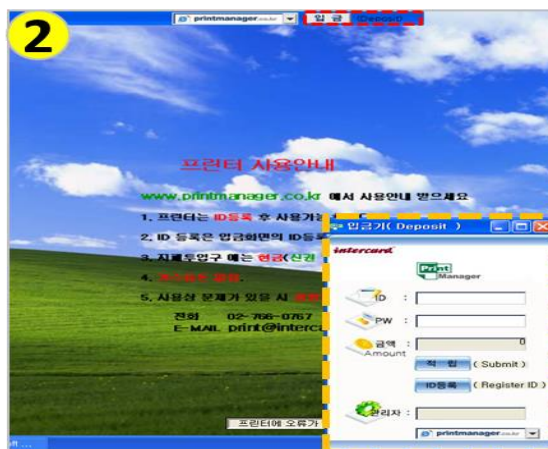 2
printmanager.co.kr 입 금 (Deposit)
프린터 사용안내
www.printmanager.co.kr 에서 사용안내 받으세요
1, 프린터는 ID등록 후 사용가능
2, ID 등록은 입금화면의 ID등록
3, 지폐투입구 에는 현금(신권
4,
5, 사용상 문제가 있을 시
전화 02-766-0767
E-MAIL print@interca
프린터에 오류가
입금기( Deposit )
intercard
Print Manager
ID :
PW :
금액 : 0
Amount
적 립 ( Submit )
ID등록 ( Register ID )
관리자 :
printmanager.co.kr